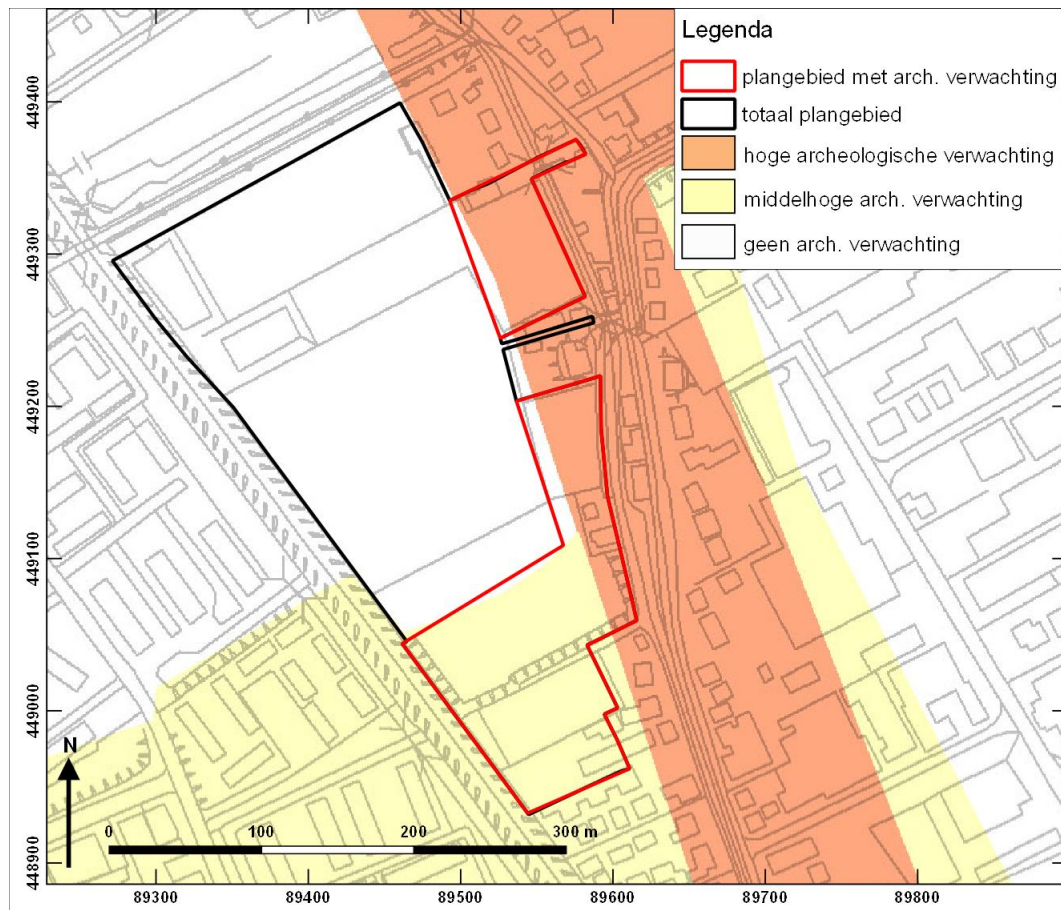 Legenda
plangebied met arch. verwachting
totaal plangebied
hoge archeologische verwachting
middelhoge arch. verwachting
geen arch. verwachting
449400
449300
449200
449100
449000
448900
N
0 100 200 300 m
89300 89400 89500 89600 89700 89800